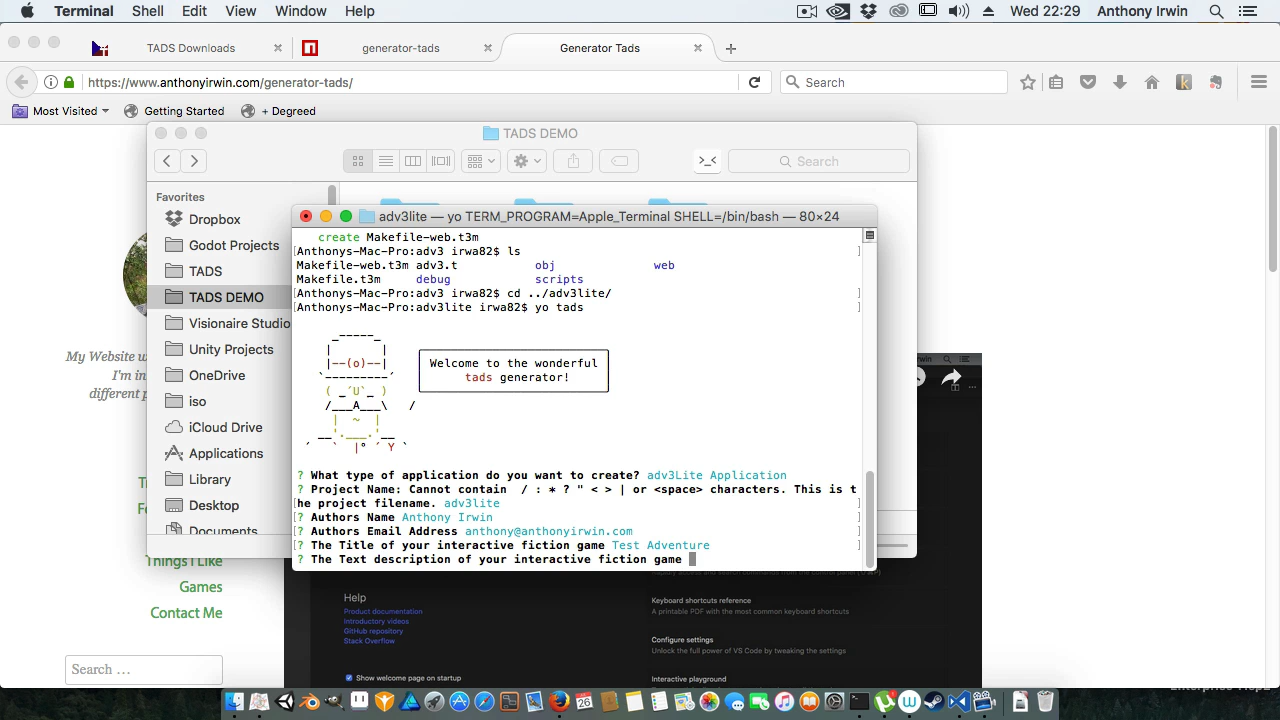 Terminal Shell Edit View Window Help Wed 22:29 Anthony Irwin
TADS Downloads generator-tads Generator Tads
https://www.anthonyirwin.com/generator-tads/ Search
Most Visited Getting Started + Degreed
TADS DEMO
Search
Favorites
Dropbox
Godot Projects
TADS
TADS DEMO
Visionaire Studio
Unity Projects
OneDrive
iso
iCloud Drive
Applications
Library
Desktop
Documents
adv3lite — yo TERM_PROGRAM=Apple_Terminal SHELL=/bin/bash — 80×24
create Makefile-web.t3m
[Anthonys-Mac-Pro:adv3 irwa82$ ls ]
Makefile-web.t3m adv3.t obj web
Makefile.t3m debug scripts
[Anthonys-Mac-Pro:adv3 irwa82$ cd ../adv3lite/ ]
[Anthonys-Mac-Pro:adv3lite irwa82$ yo tads ]
Welcome to the wonderful
tads generator!
? What type of application do you want to create? adv3Lite Application
[? Project Name: Cannot contain / : * ? " < > | or <space> characters. This is t
[he project filename. adv3lite ]
[? Authors Name Anthony Irwin ]
[? Authors Email Address anthony@anthonyirwin.com ]
[? The Title of your interactive fiction game Test Adventure ]
? The Text description of your interactive fiction game
My Website w
I'm in
different p
Things I Like
Games
Contact Me
Search …
Help
Product documentation
Introductory videos
GitHub repository
Stack Overflow
Show welcome page on startup
Keyboard shortcuts reference
A printable PDF with the most common keyboard shortcuts
Configure settings
Unlock the full power of VS Code by tweaking the settings
Interactive playground